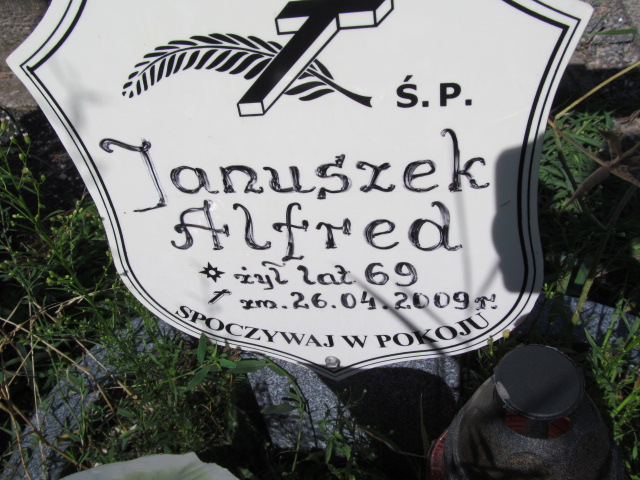 Ś.P.
Januszek
Alfred
żył lat 69
zm. 26.04.2009 r.
SPOCZYWAJ W POKOJU